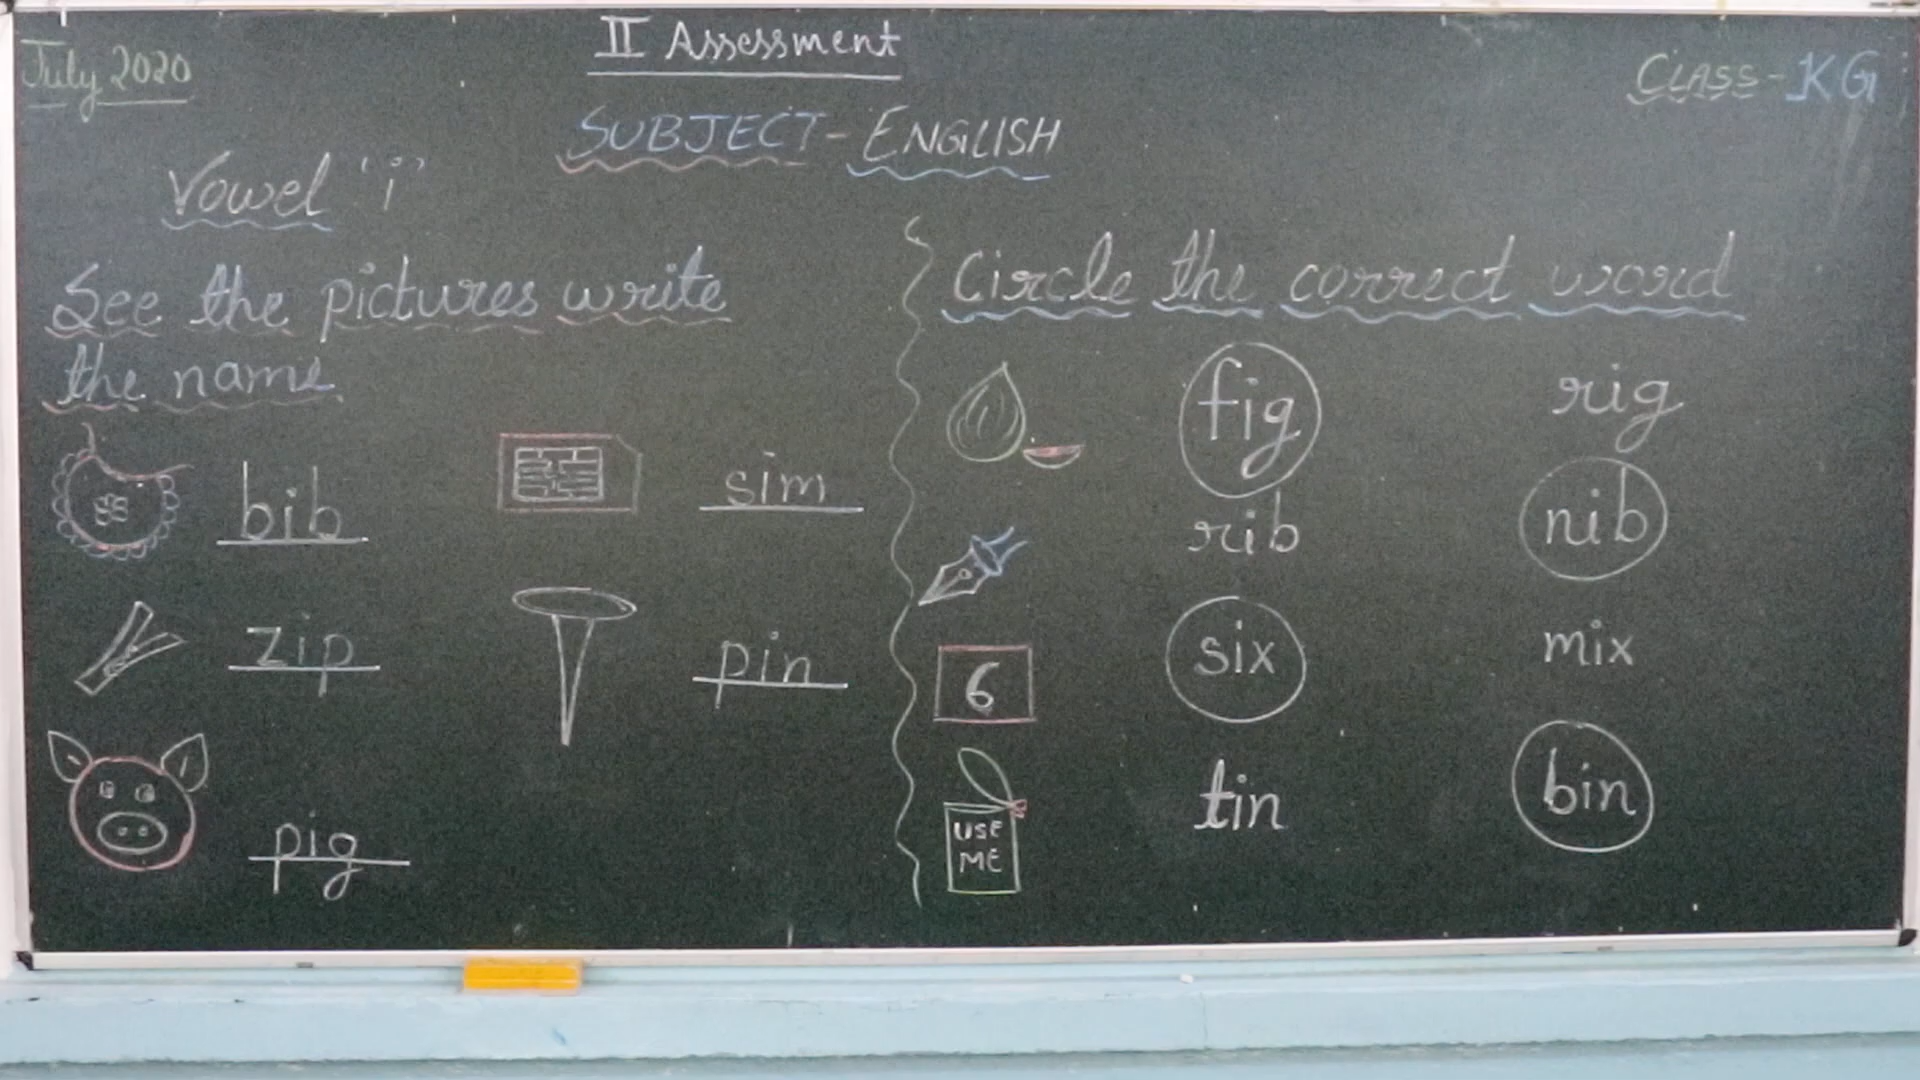 July 2020
II Assessment
CLASS-KG
SUBJECT-ENGLISH
Vowel 'i'
See the pictures write
the name
bib
sim
zip
pin
pig
Circle the correct word
fig rig
rib nib
6 six mix
USE
ME
tin bin